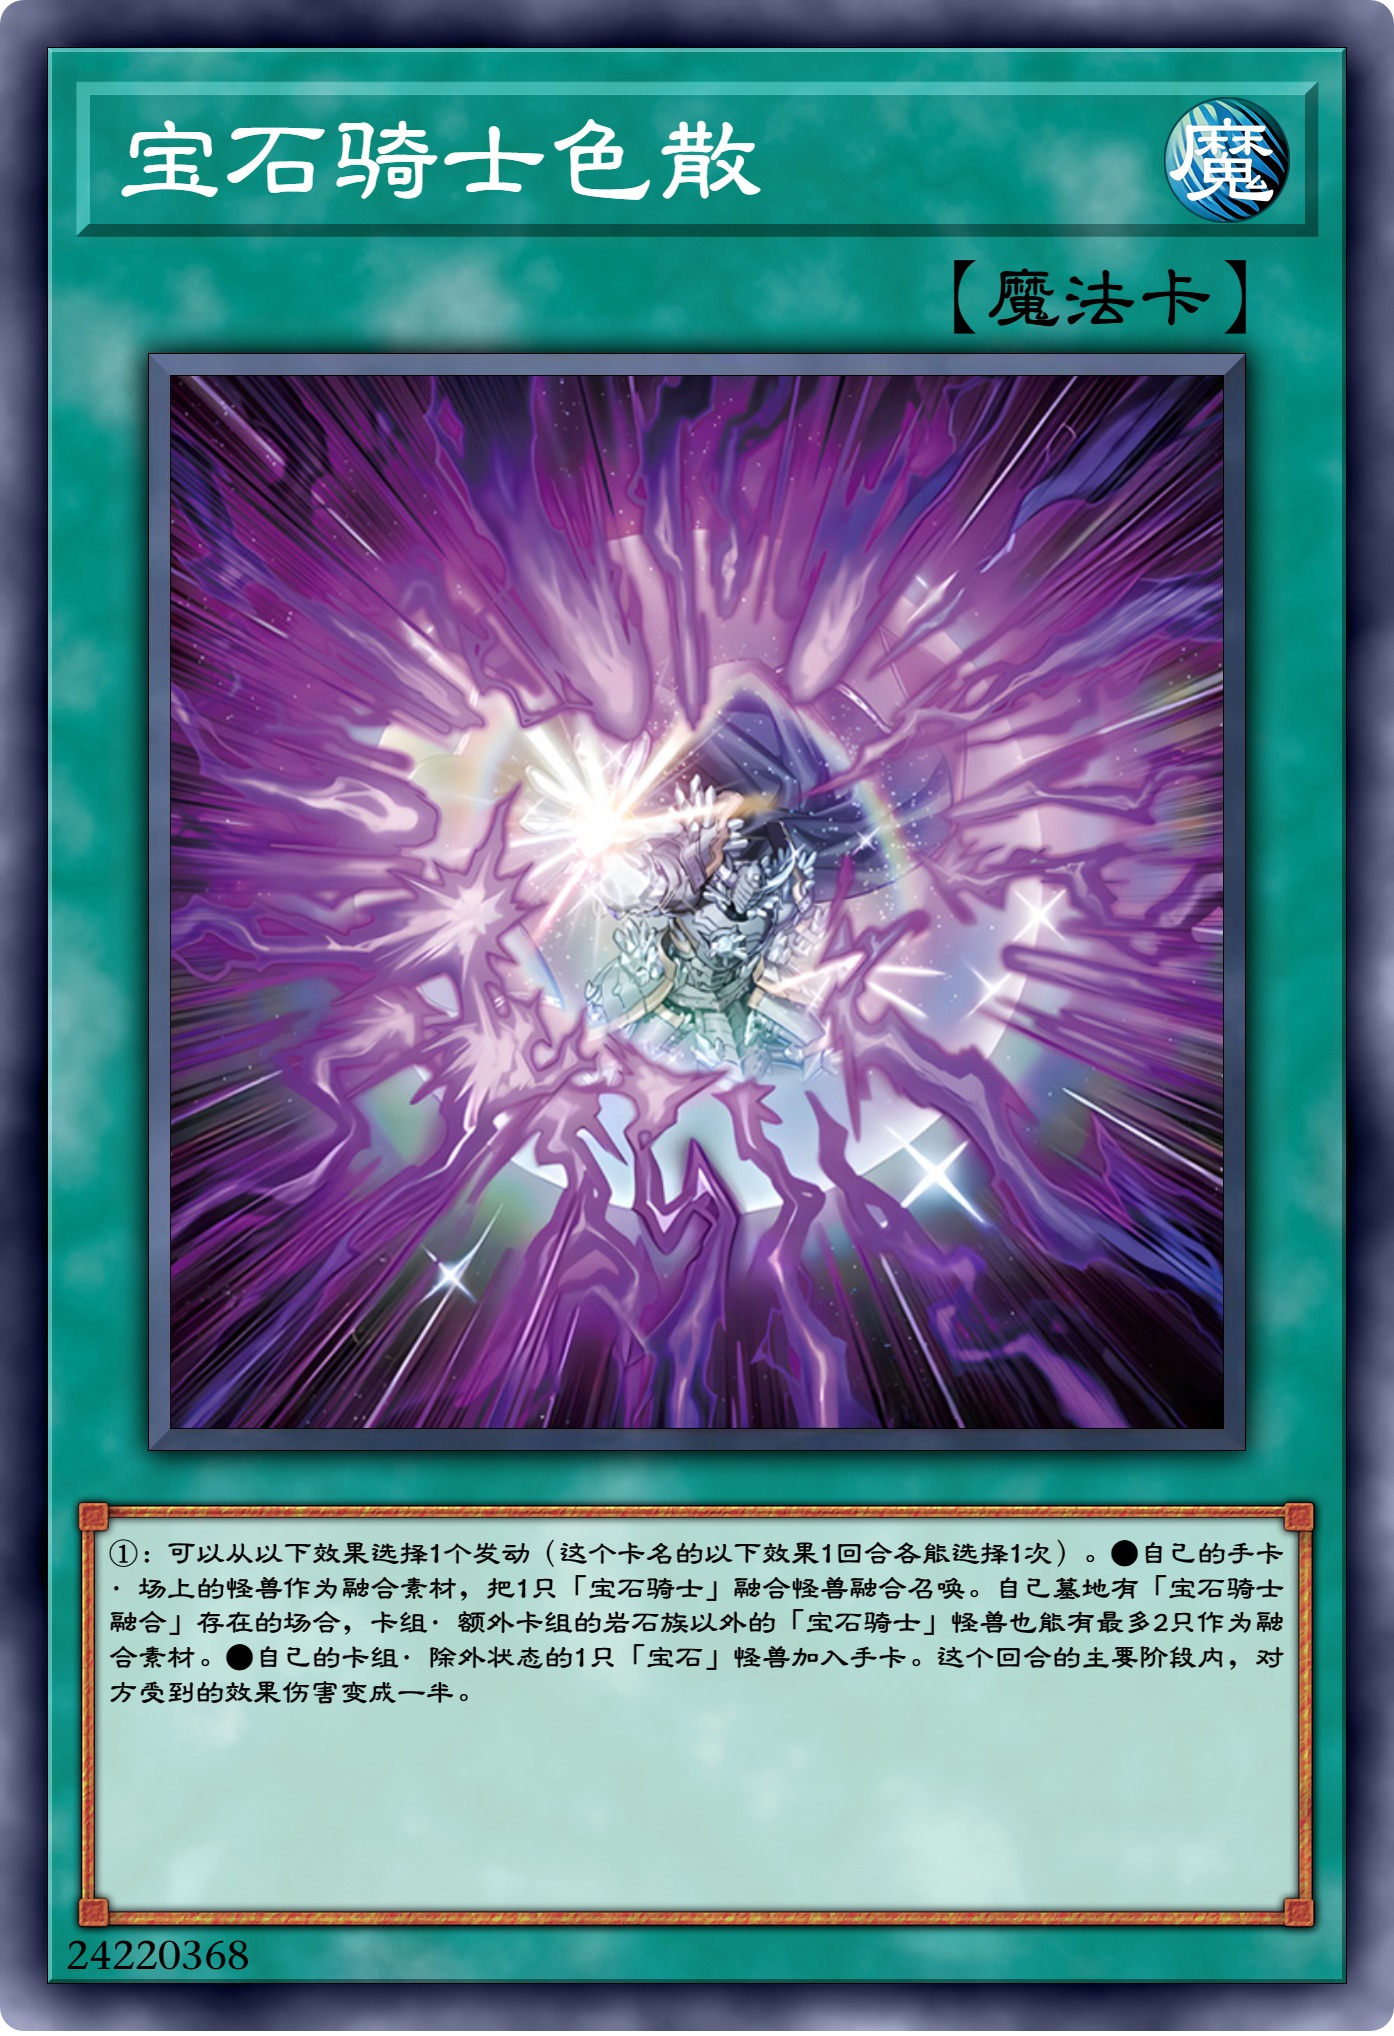 宝石骑士色散
魔
【魔法卡】
①：可以从以下效果选择1个发动（这个卡名的以下效果1回合各能选择1次）。●自己的手卡
·场上的怪兽作为融合素材，把1只「宝石骑士」融合怪兽融合召唤。自己墓地有「宝石骑士
融合」存在的场合，卡组·额外卡组的岩石族以外的「宝石骑士」怪兽也能有最多2只作为融
合素材。●自己的卡组·除外状态的1只「宝石」怪兽加入手卡。这个回合的主要阶段内，对
方受到的效果伤害变成一半。
24220368